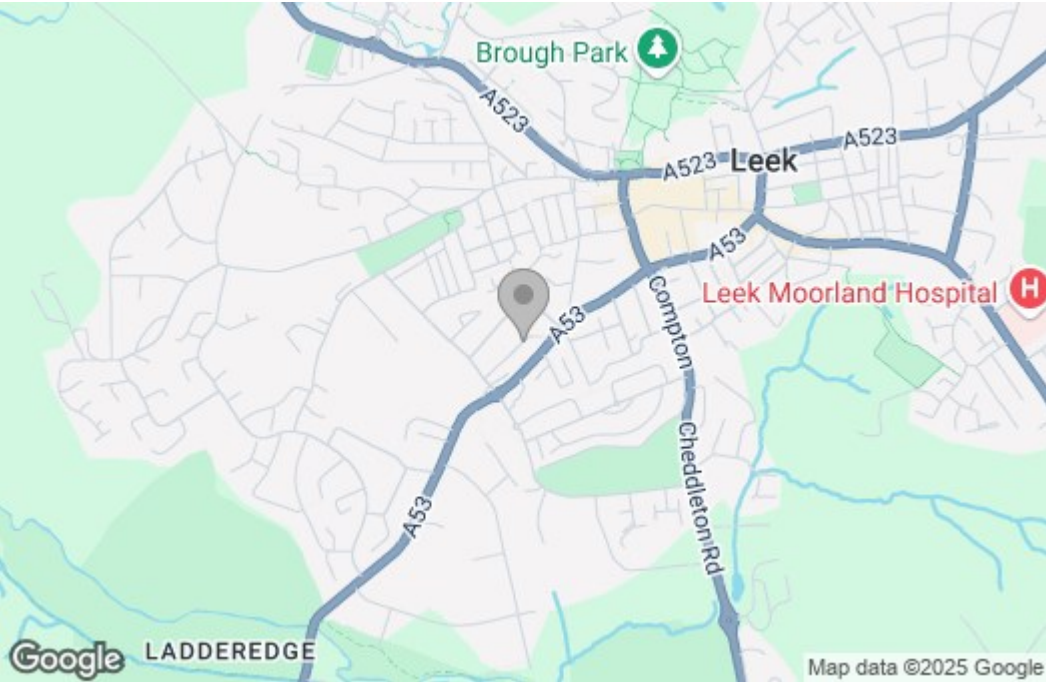 Brough Park
A523
A523
Leek
A523
A53
Leek Moorland Hospital
H
Compton
A53
Cheddleton Rd
A53
LADDEREDGE
Google
Map data ©2025 Google